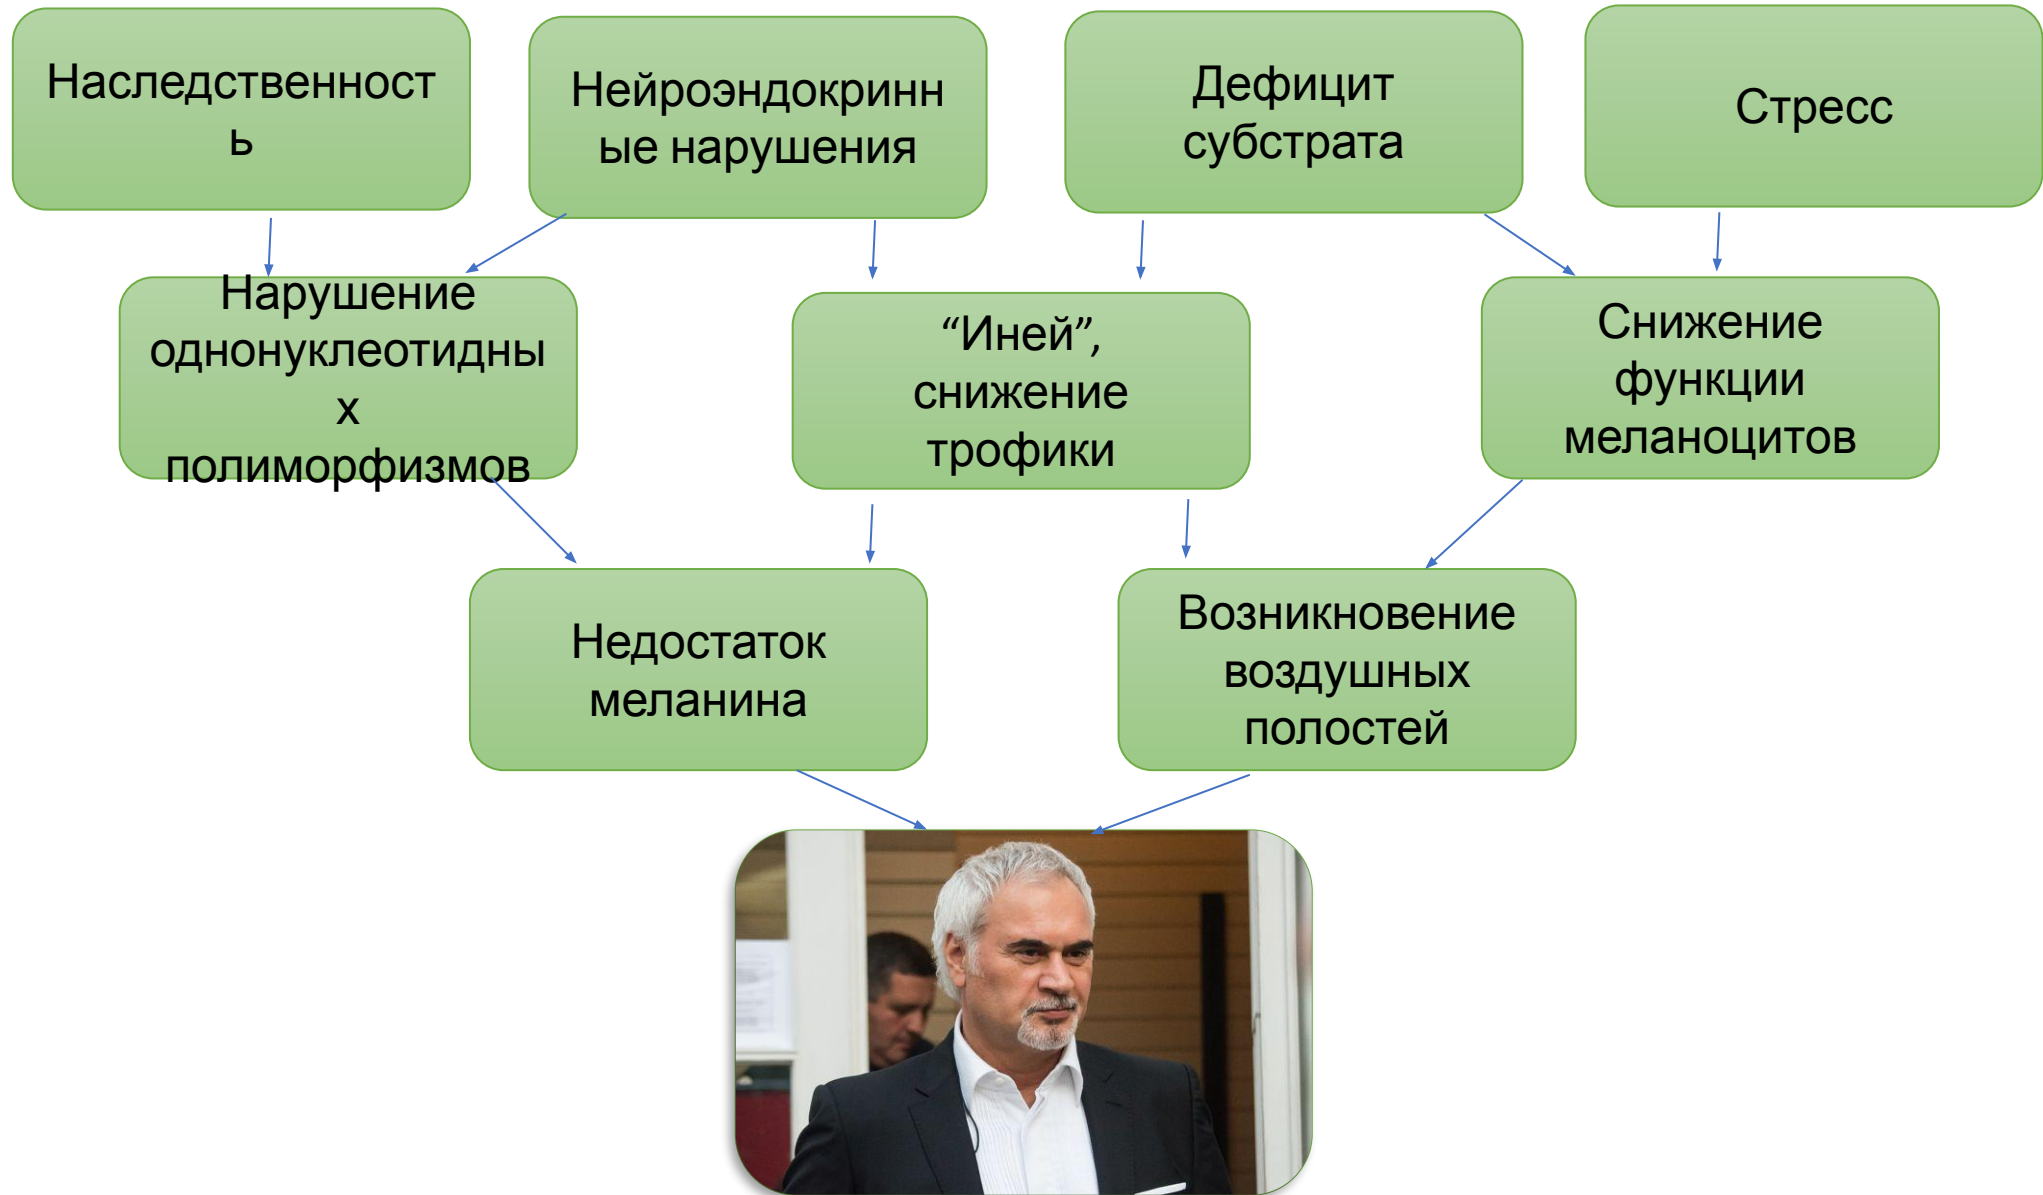 Наследственност
ь
Нейроэндокринн
ые нарушения
Дефицит
субстрата
Стресс
Нарушение
однонуклеотидны
х
полиморфизмов
“Иней”,
снижение
трофики
Снижение
функции
меланоцитов
Недостаток
меланина
Возникновение
воздушных
полостей